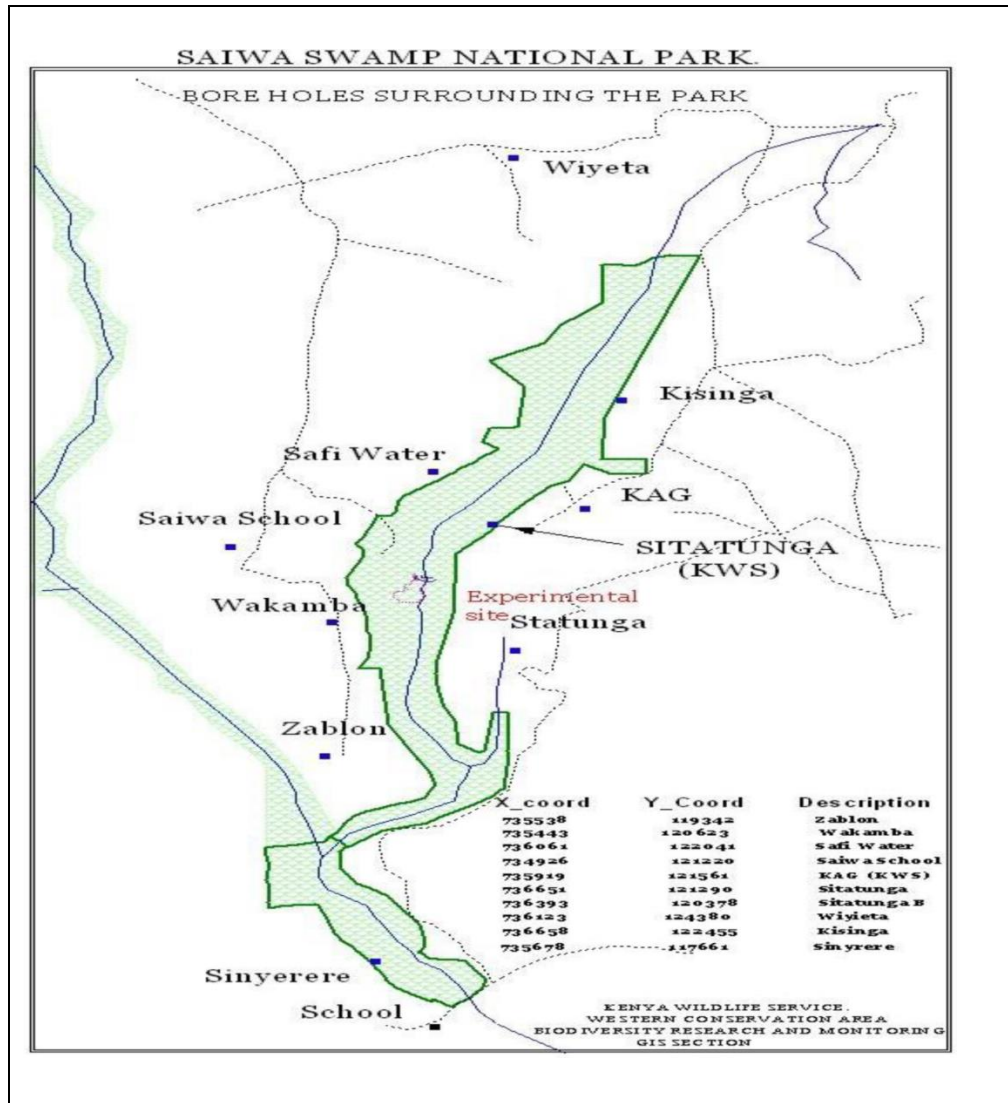 SAIWA SWAMP NATIONAL PARK.
BORE HOLES SURROUNDING THE PARK
Wiyeta
Kisinga
Safi Water
KAG
Saiwa School
SITATUNGA
(KWS)
Experimental
site
Wakamba
Statunga
Zablon
X_coord Y_Coord Description
735538 119342 Zablon
735443 120623 Wakamba
736061 122041 Safi Water
734926 121220 Saiwa School
735919 121561 KAG (KWS)
736651 121290 Sitatunga
736393 120378 Sitatunga B
736123 124380 Wiyieta
736658 122455 Kisinga
735678 117661 Sinyrere
Sinyerere
School
KENYA WILDLIFE SERVICE.
WESTERN CONSERVATION AREA
BIODIVERSITY RESEARCH AND MONITORING
GIS SECTION